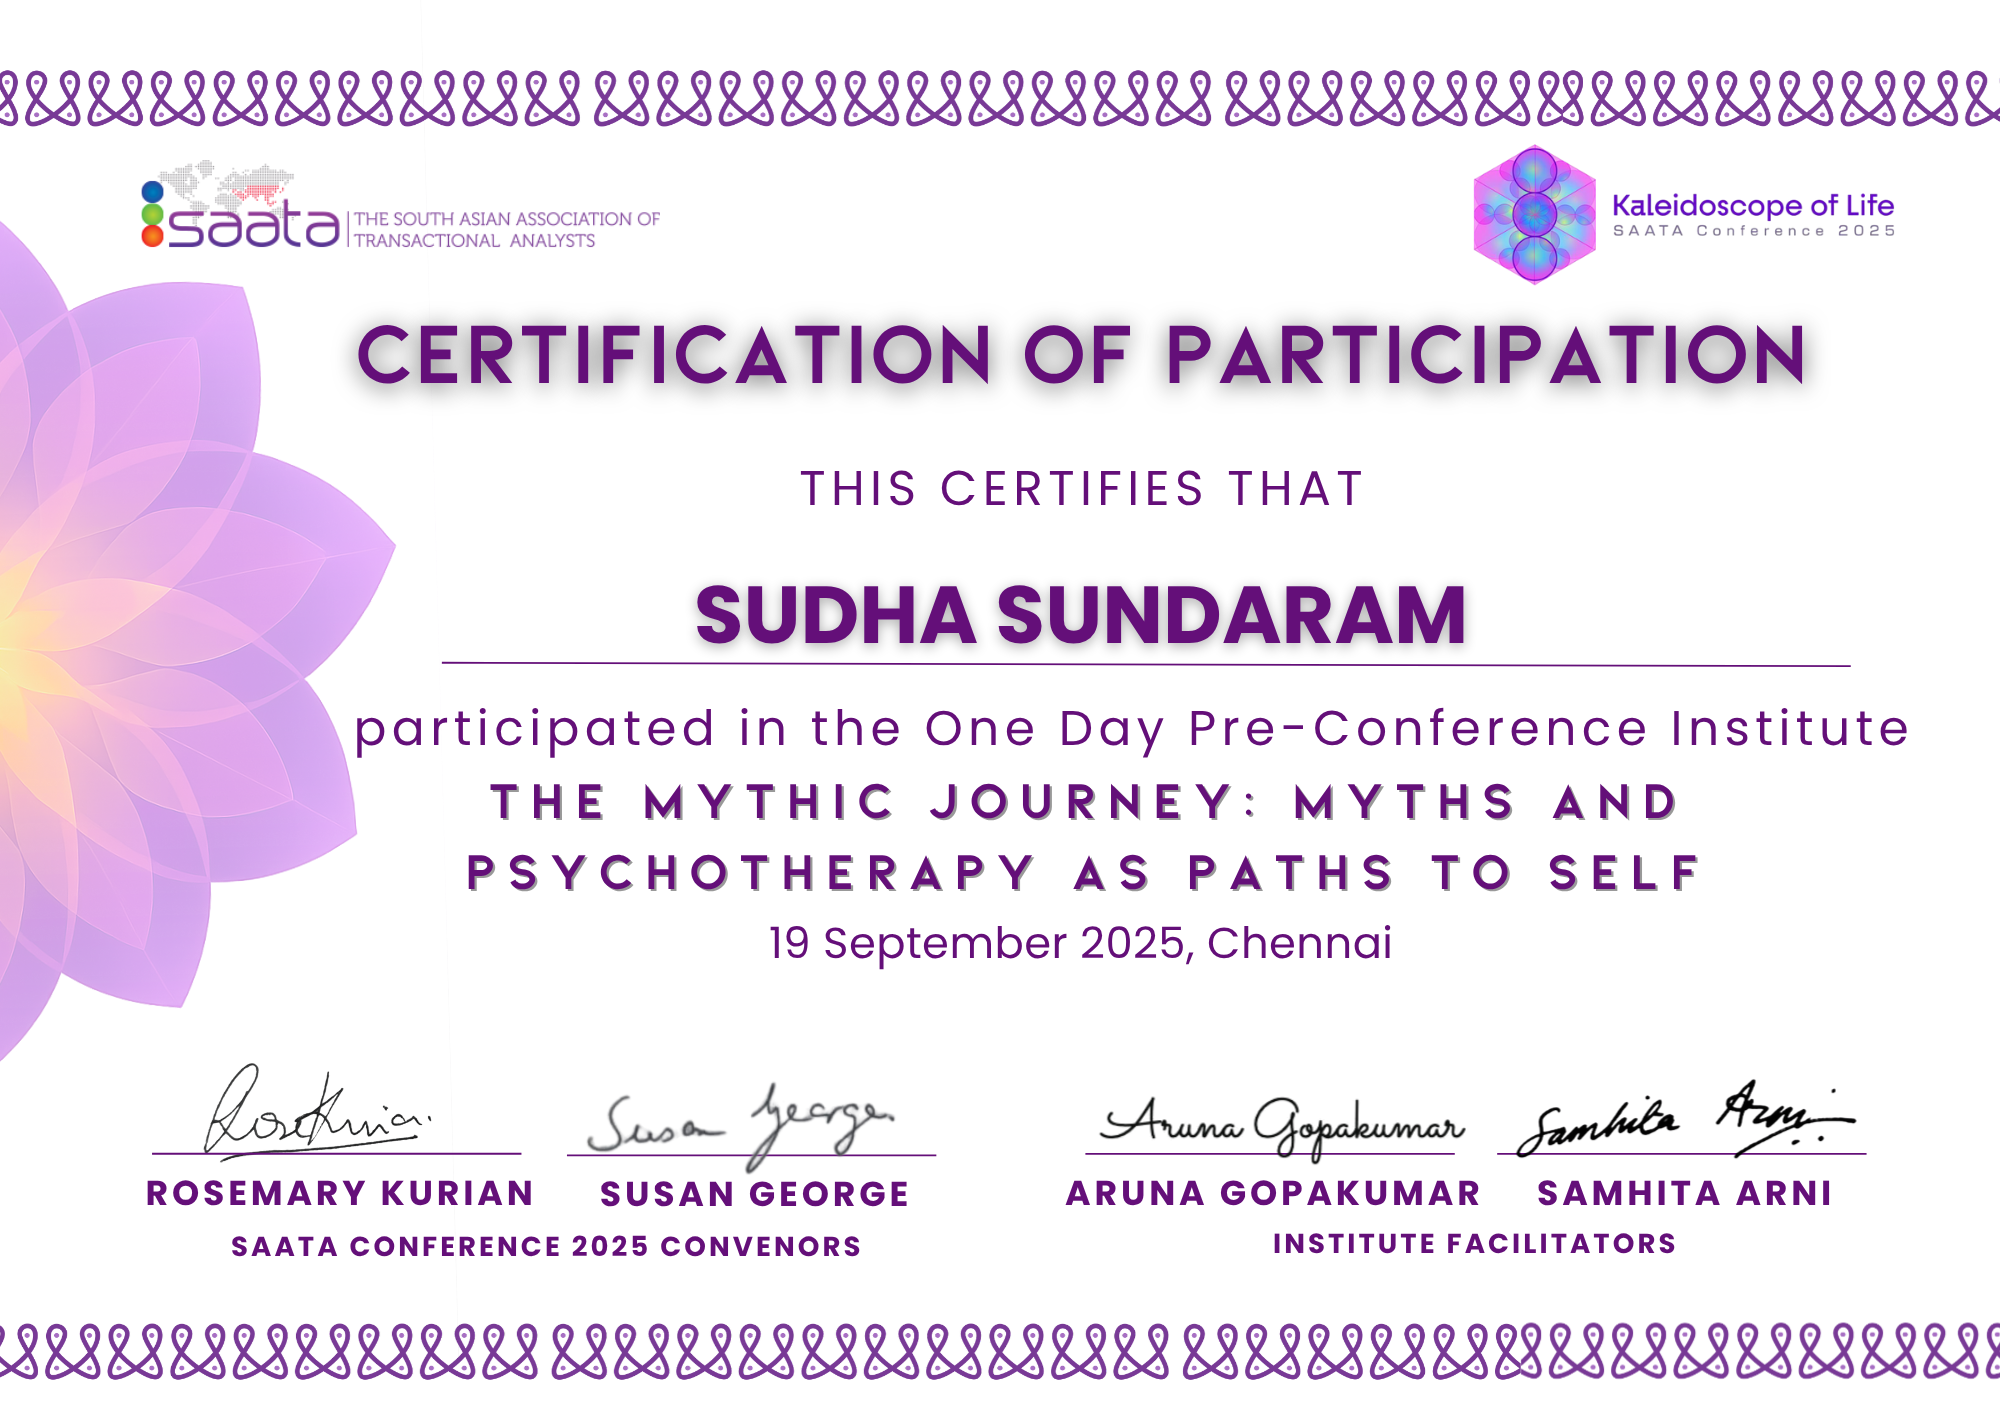 saata
THE SOUTH ASIAN ASSOCIATION OF
TRANSACTIONAL ANALYSTS
Kaleidoscope of Life
SAATA Conference 2025
CERTIFICATION OF PARTICIPATION
THIS CERTIFIES THAT
SUDHA SUNDARAM
participated in the One Day Pre-Conference Institute
THE MYTHIC JOURNEY: MYTHS AND
PSYCHOTHERAPY AS PATHS TO SELF
19 September 2025, Chennai
RoseKurian Susan George Aruna Gopakumar Samhita Arni
ROSEMARY KURIAN SUSAN GEORGE ARUNA GOPAKUMAR SAMHITA ARNI
SAATA CONFERENCE 2025 CONVENORS INSTITUTE FACILITATORS